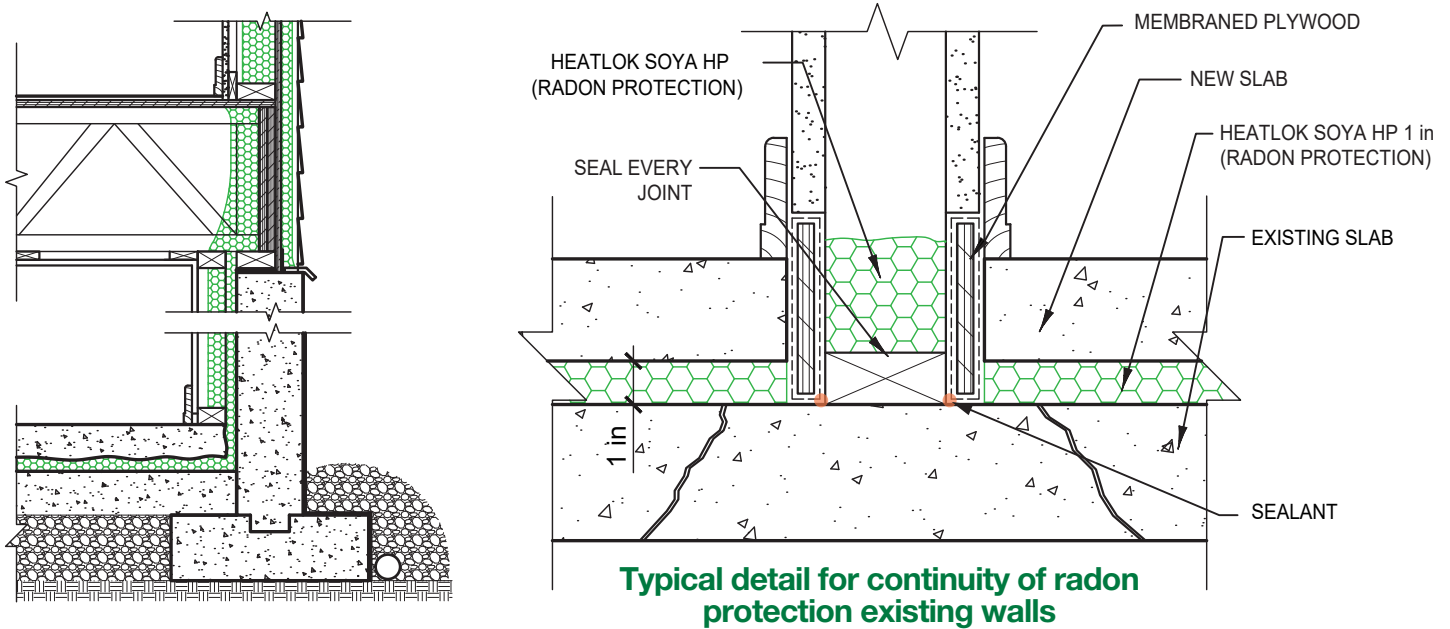 HEATLOK SOYA HP
(RADON PROTECTION)
SEAL EVERY
JOINT
MEMBRANED PLYWOOD
NEW SLAB
HEATLOK SOYA HP 1 in
(RADON PROTECTION)
EXISTING SLAB
1 in
SEALANT
Typical detail for continuity of radon
protection existing walls